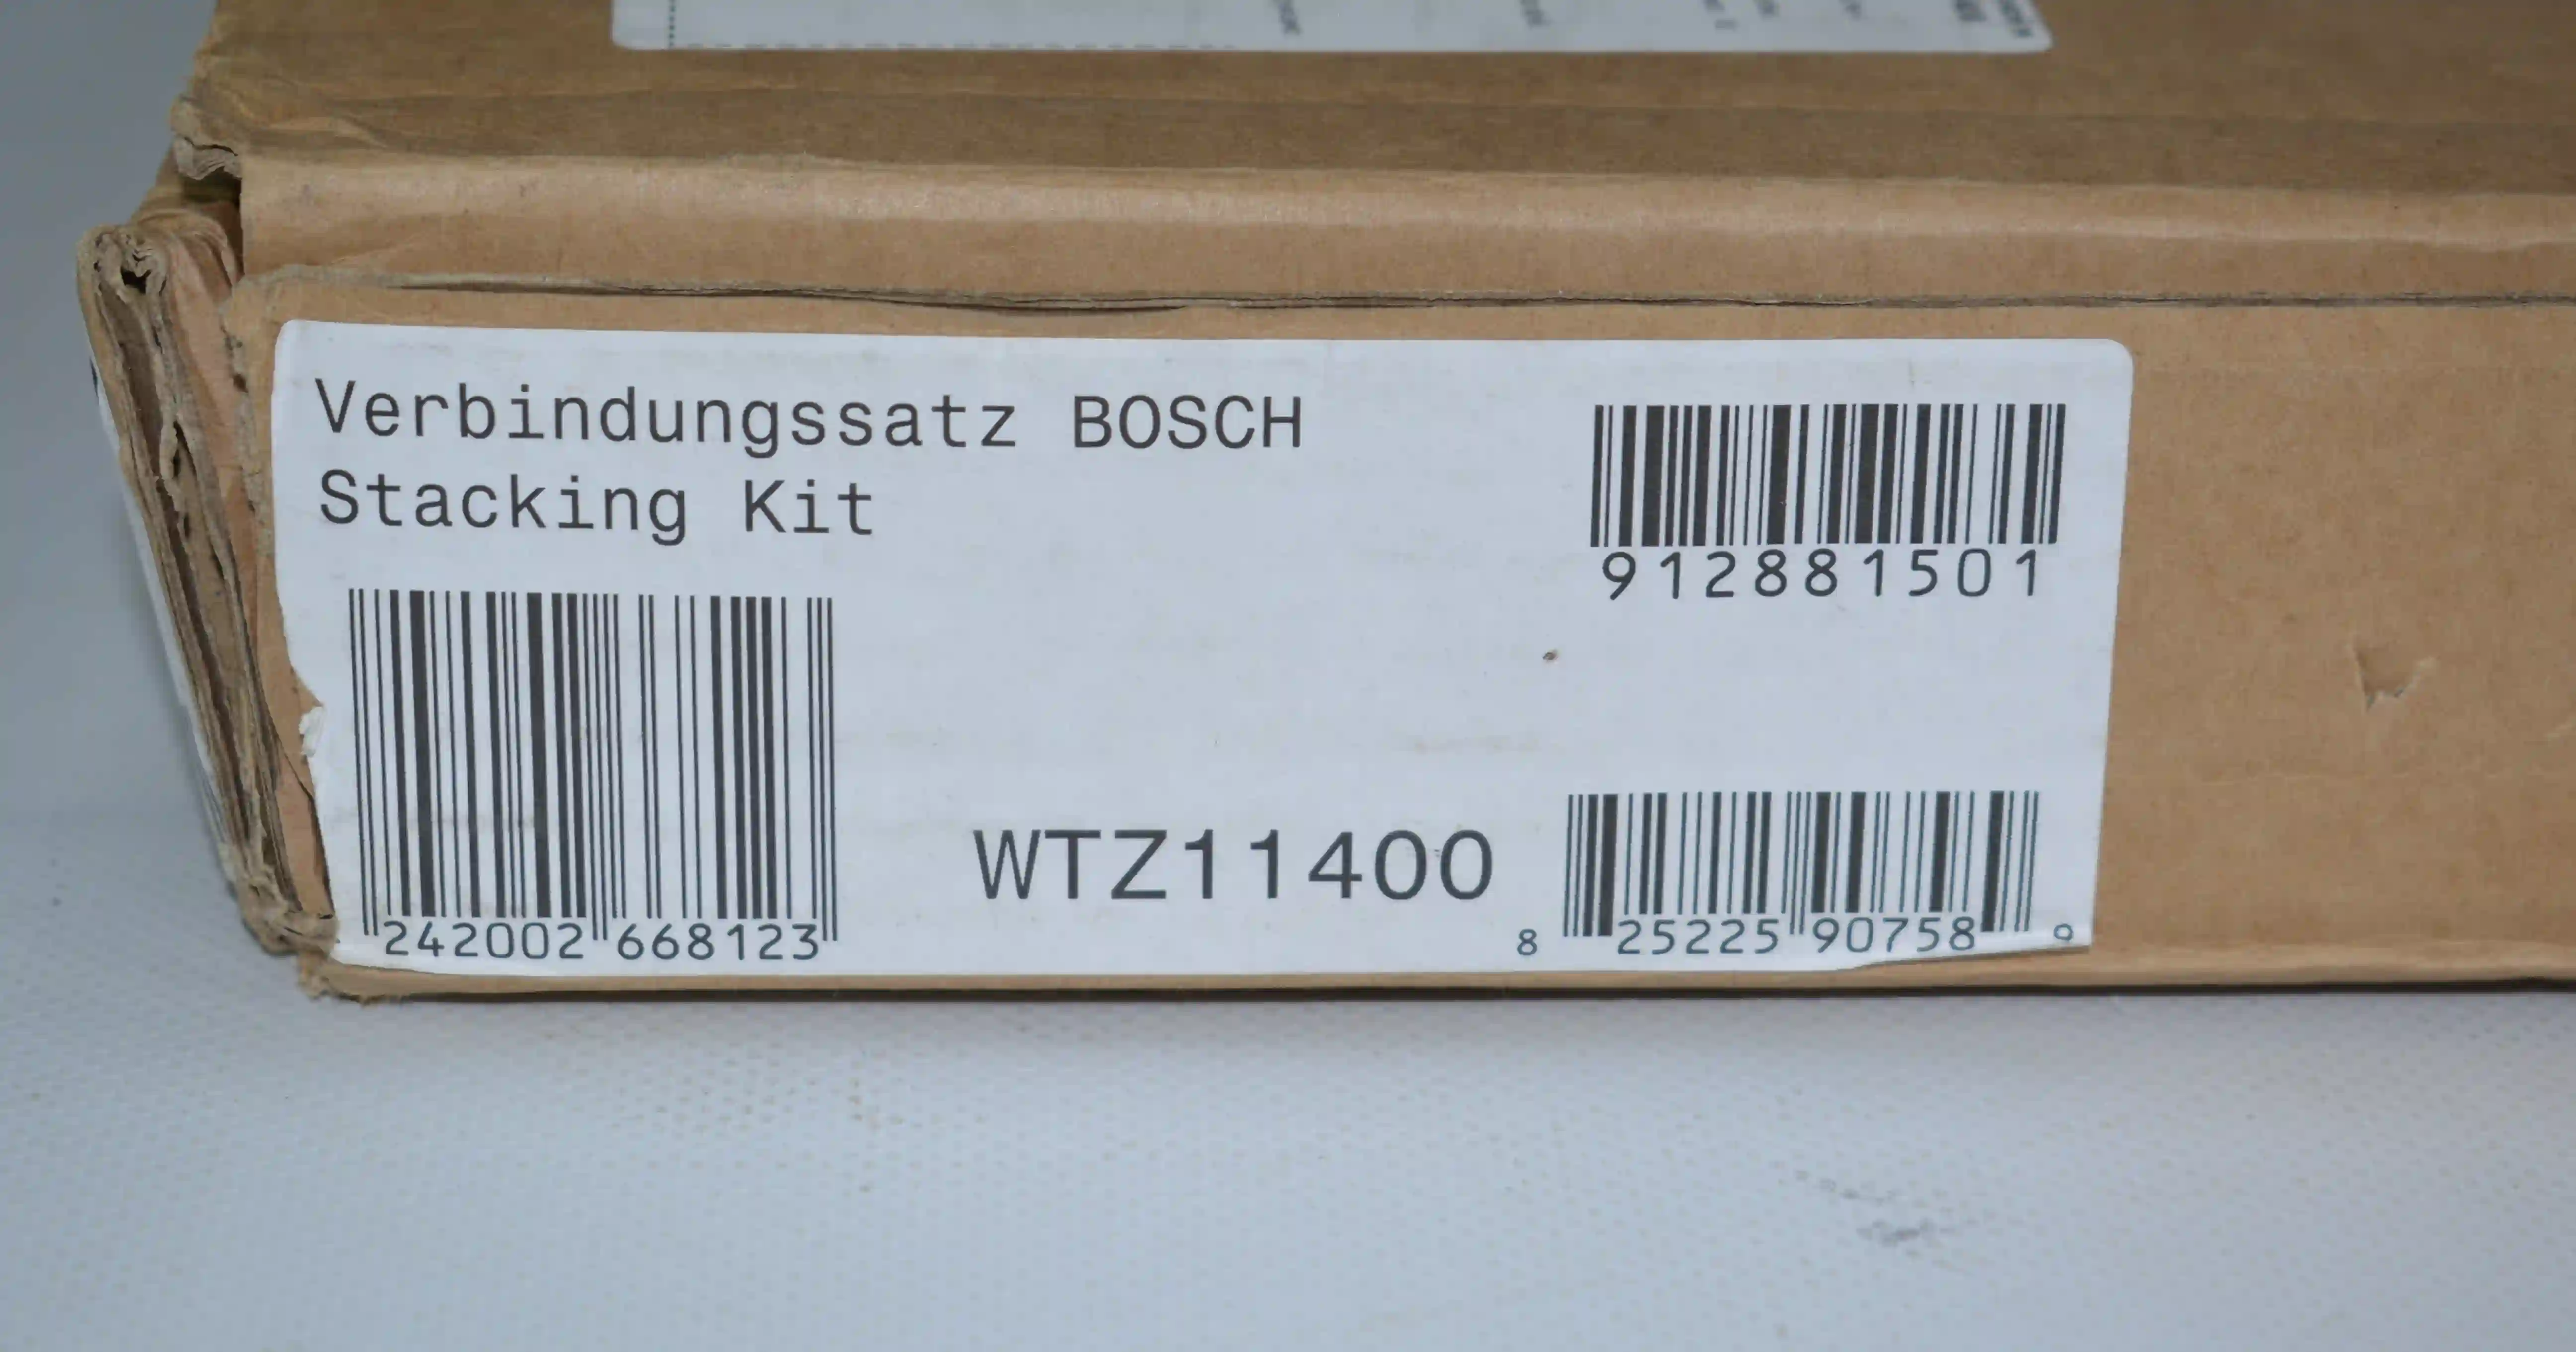 Verbindungssatz BOSCH
Stacking Kit
912881501
WTZ11400
242002 668123
8 25225 90758 9